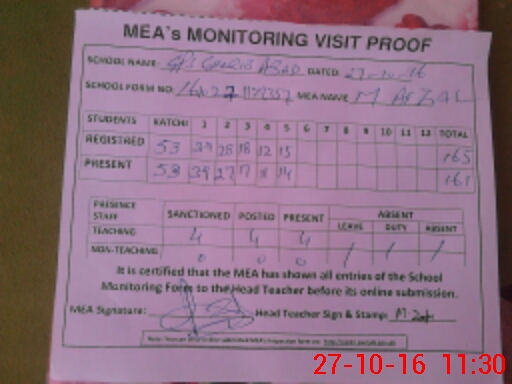 MEA's MONITORING VISIT PROOF
SCHOOL NAME: GPS GHARIB ABAD DATED 27-10-16
SCHOOL FORM NO MEA NAME M AFZAL
STUDENTS KATCHI 1 2 3 4 5 6 7 8 9 10 11 12 TOTAL
REGISTRED 53 39 28 18 12 15 165
PRESENT 53 39 27 17 14 161
PRESENCE STAFF SANCTIONED POSTED PRESENT ABSENT
LEAVE DUTY ABSENT
TEACHING 4 4 4 / / /
NON-TEACHING 0 0 0
It is certified that the MEA has shown all entries of the School
Monitoring Form to the Head Teacher before its online submission.
MEA Signature: Head Teacher Sign & Stamp:
27-10-16 11:30